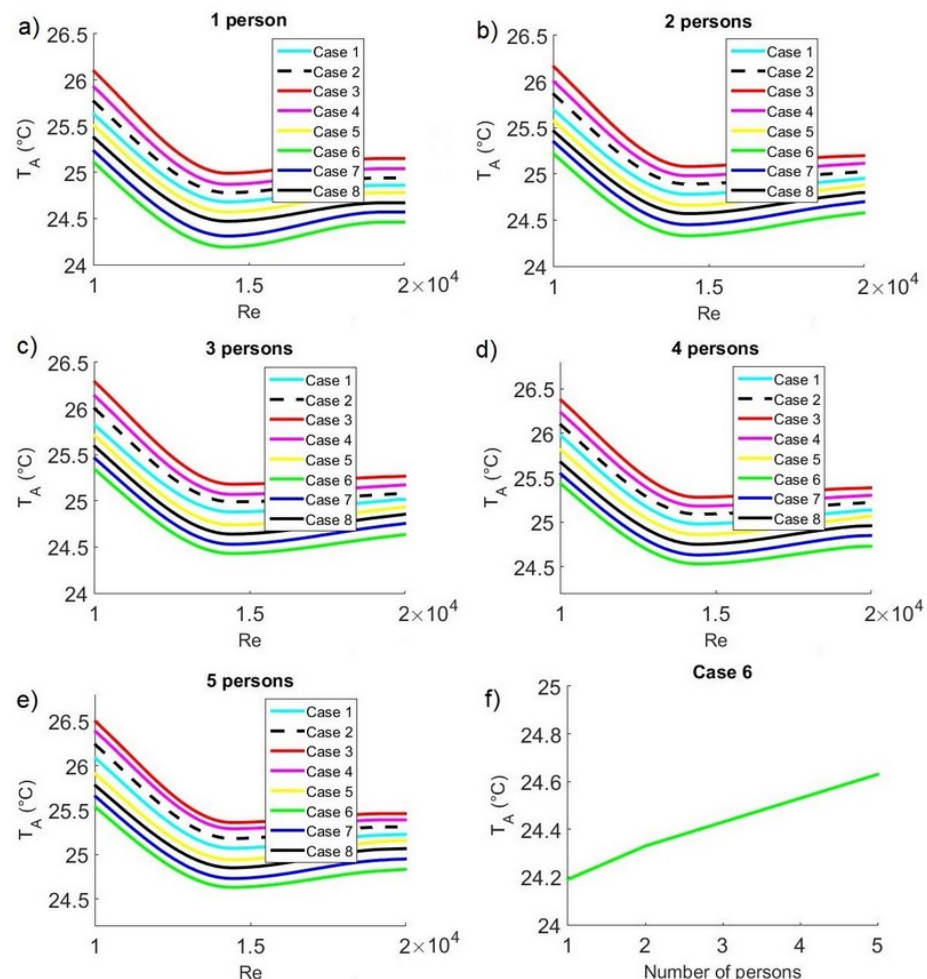 a)
1 person
26.5
26
25.5
25
24.5
24
T_A (°C)
1
1.5
2×10^4
Re
Case 1
Case 2
Case 3
Case 4
Case 5
Case 6
Case 7
Case 8
b)
2 persons
26.5
26
25.5
25
24.5
24
T_A (°C)
1
1.5
2×10^4
Re
Case 1
Case 2
Case 3
Case 4
Case 5
Case 6
Case 7
Case 8
c)
3 persons
26.5
26
25.5
25
24.5
24
T_A (°C)
1
1.5
2×10^4
Re
Case 1
Case 2
Case 3
Case 4
Case 5
Case 6
Case 7
Case 8
d)
4 persons
26.5
26
25.5
25
24.5
T_A (°C)
1
1.5
2×10^4
Re
Case 1
Case 2
Case 3
Case 4
Case 5
Case 6
Case 7
Case 8
e)
5 persons
26.5
26
25.5
25
24.5
T_A (°C)
1
1.5
2×10^4
Re
Case 1
Case 2
Case 3
Case 4
Case 5
Case 6
Case 7
Case 8
f)
Case 6
25
24.8
24.6
24.4
24.2
24
T_A (°C)
1
2
3
4
5
Number of persons